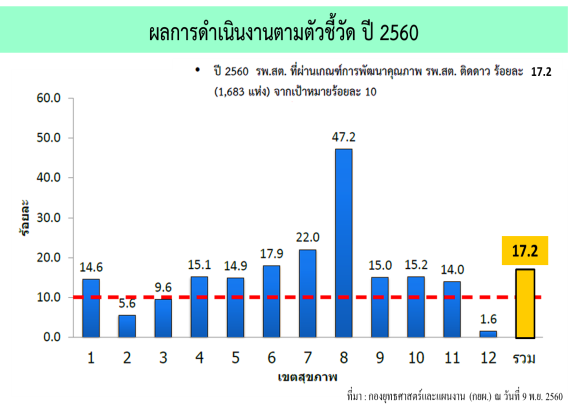 ผลการดำเนินงานตามตัวชี้วัด ปี 2560
• ปี 2560 รพ.สต. ที่ผ่านเกณฑ์การพัฒนาคุณภาพ รพ.สต. ติดดาว ร้อยละ 17.2
(1,683 แห่ง) จากเป้าหมายร้อยละ 10
ร้อยละ
60.0
50.0
40.0
30.0
20.0
10.0
0.0
14.6
5.6
9.6
15.1
14.9
17.9
22.0
47.2
15.0
15.2
14.0
1.6
17.2
1 2 3 4 5 6 7 8 9 10 11 12 รวม
เขตสุขภาพ
ที่มา : กองยุทธศาสตร์และแผนงาน (กยผ.) ณ วันที่ 9 พ.ย. 2560